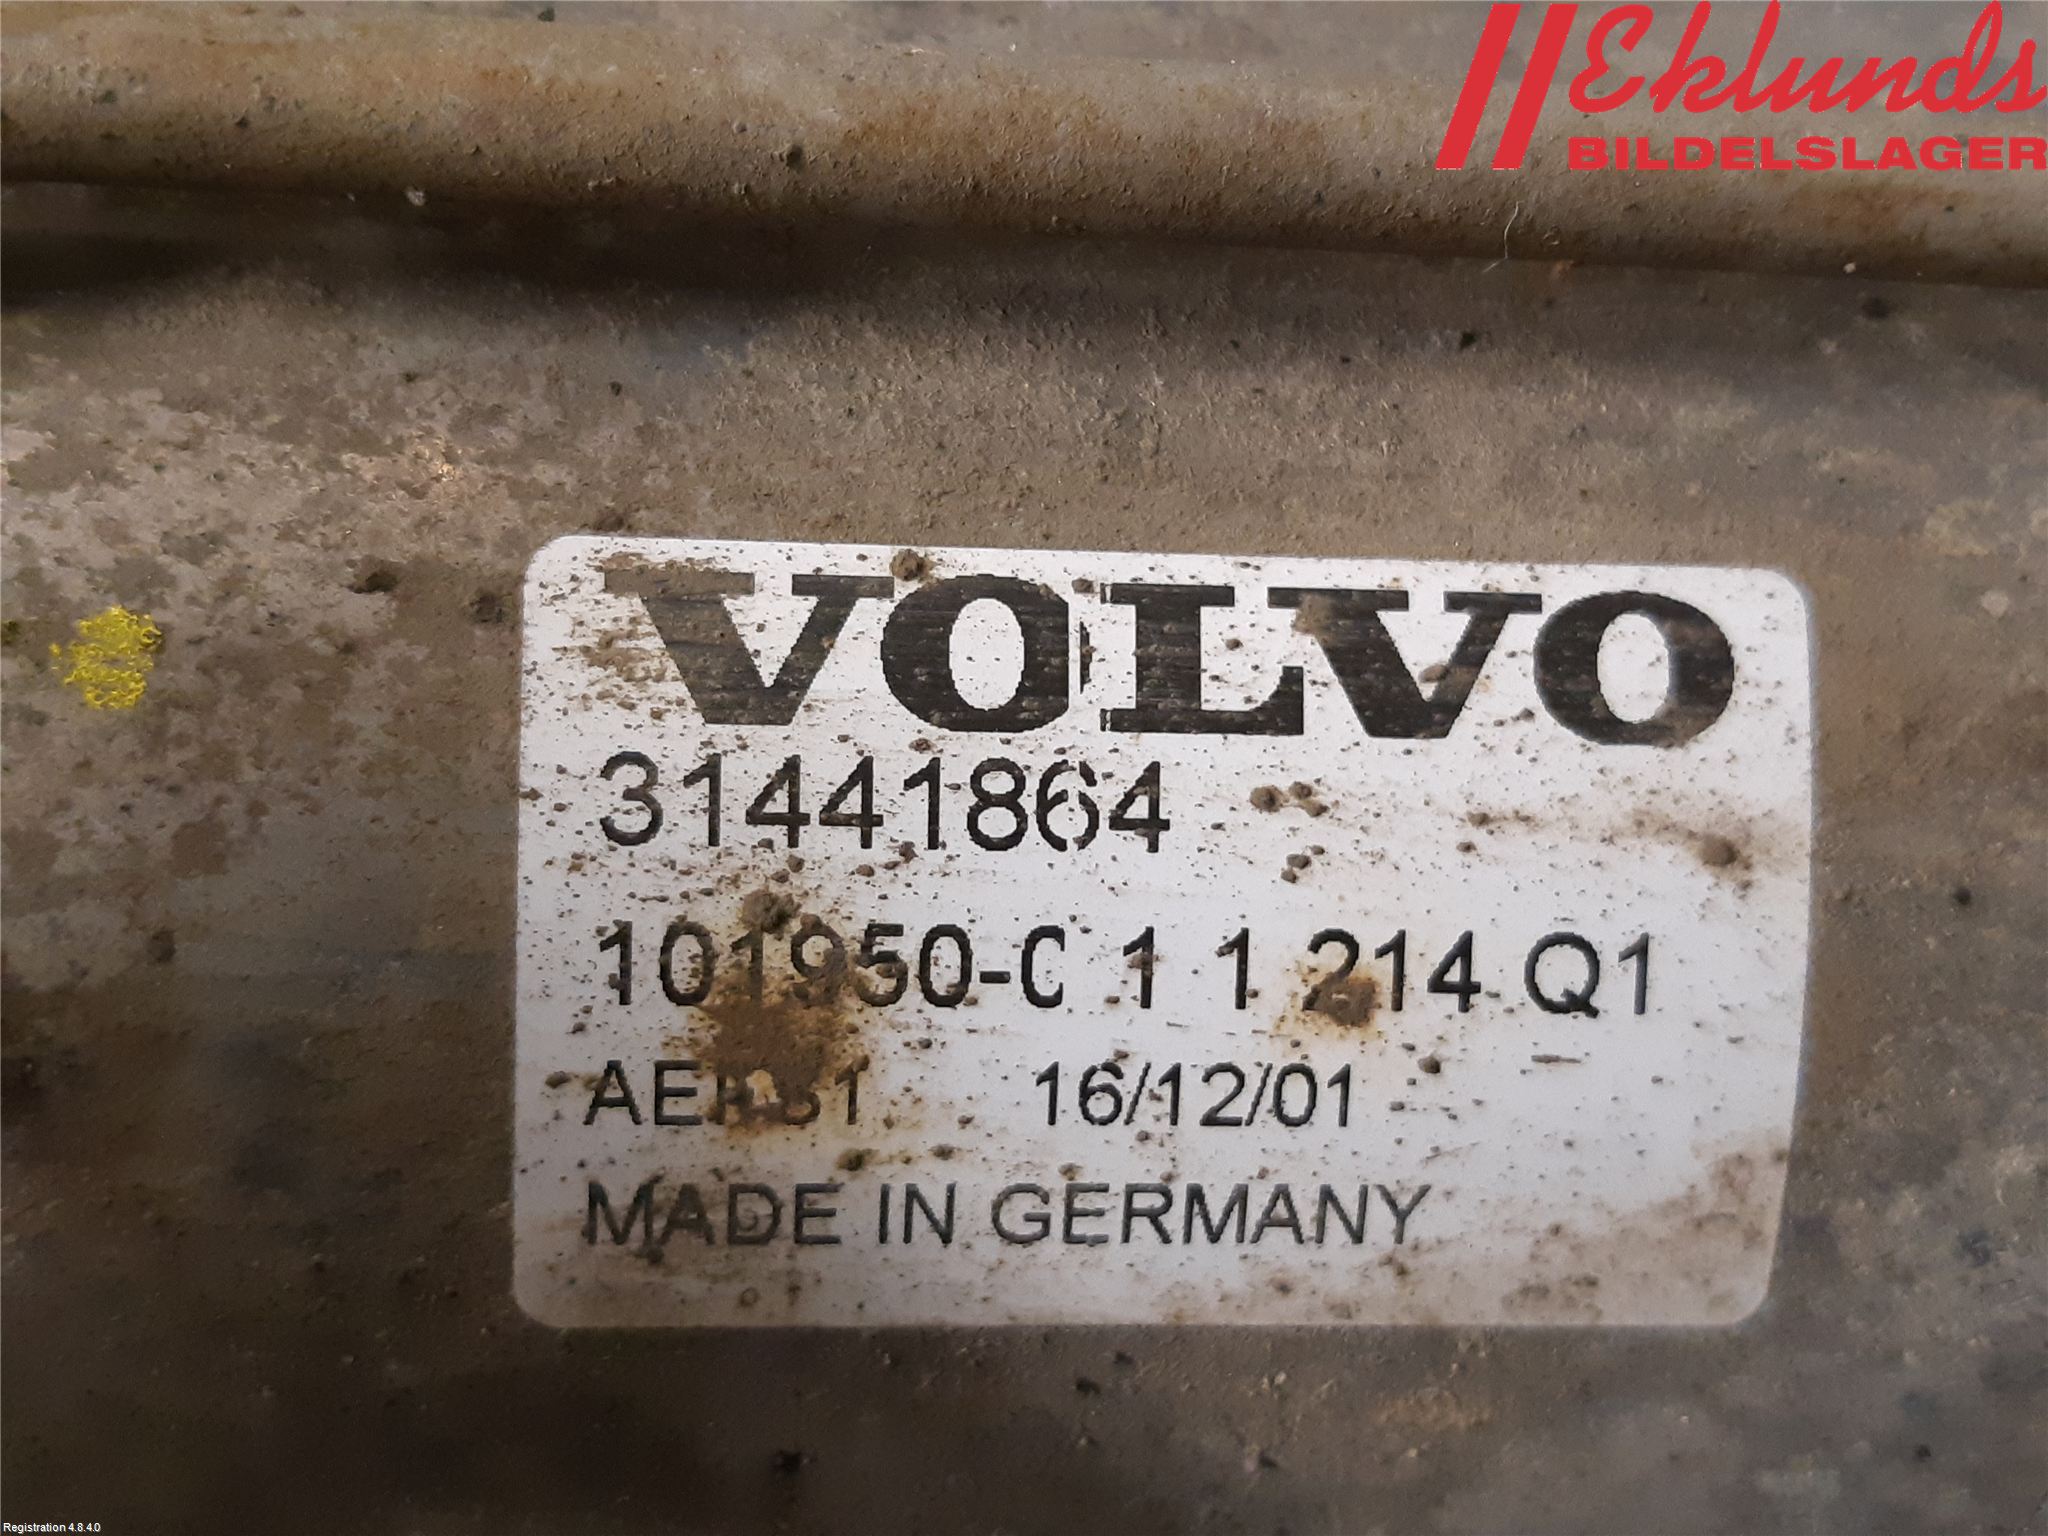 Eklunds
BILDELSLAGER
VOLVO
31441864
101950-0 1 1 214 Q1
16/12/01
MADE IN GERMANY
Registration 4.8.4.0